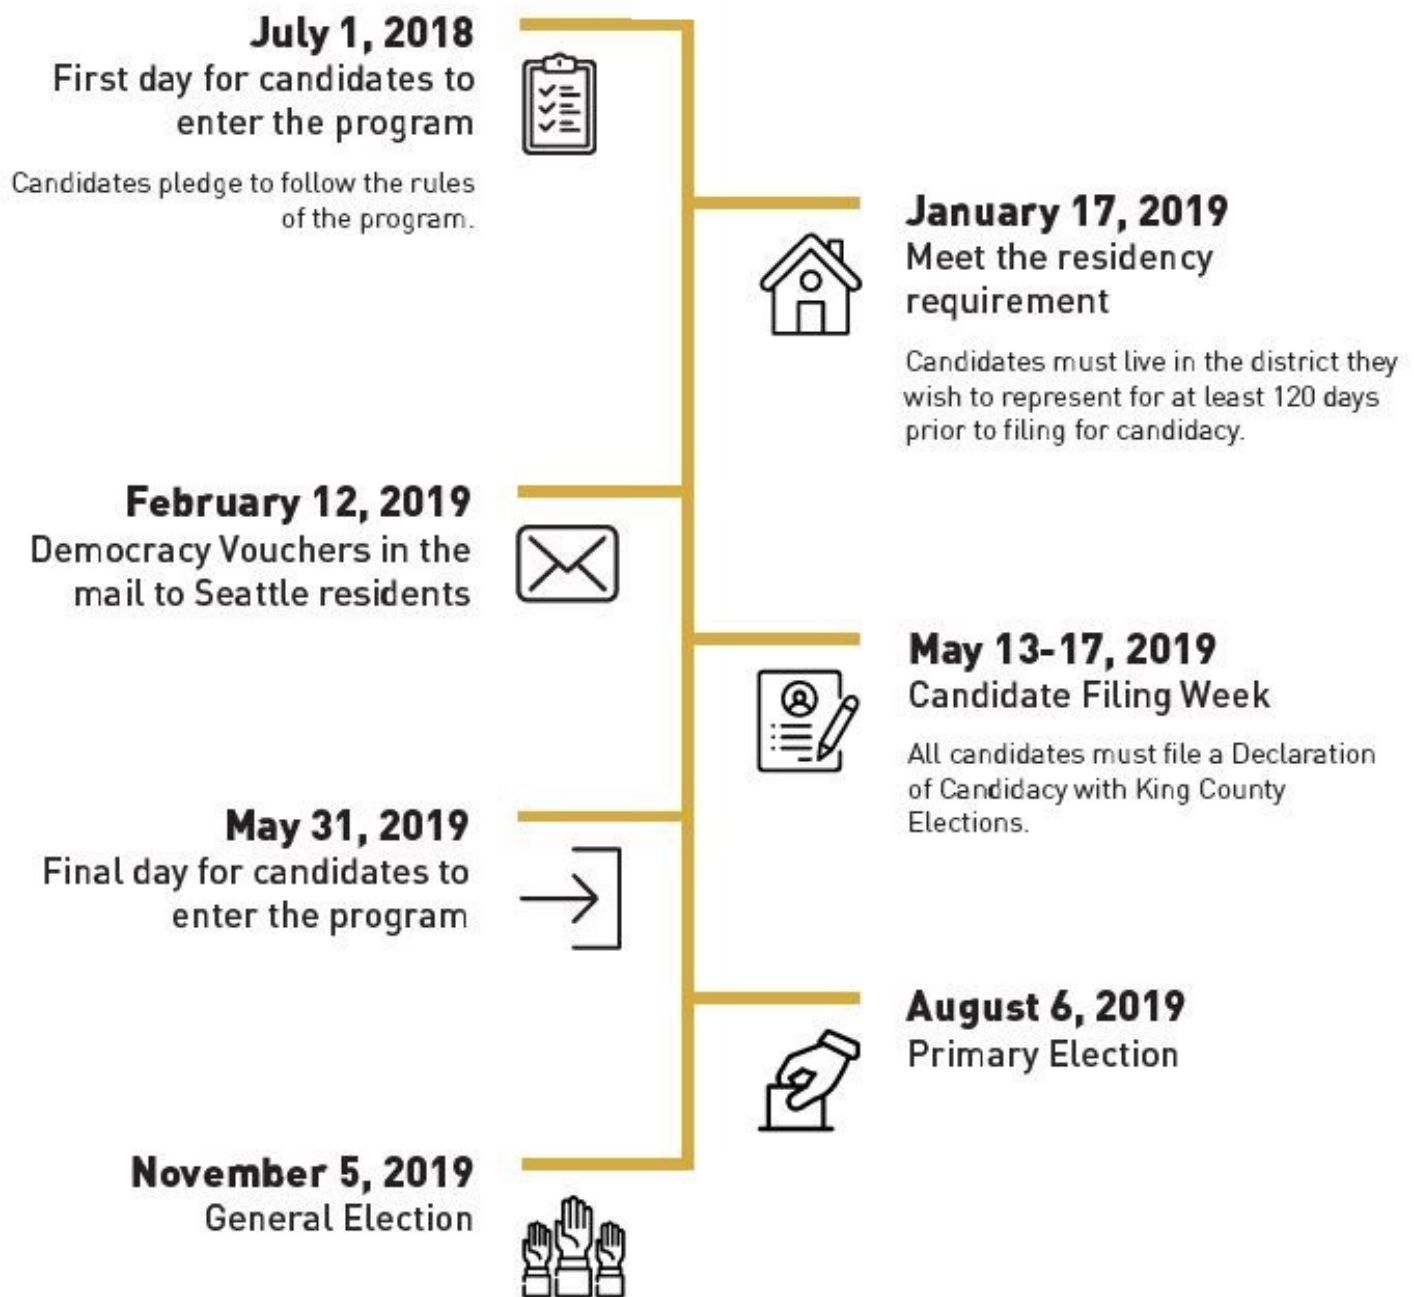 July 1, 2018
First day for candidates to
enter the program
Candidates pledge to follow the rules
of the program.
January 17, 2019
Meet the residency
requirement
Candidates must live in the district they
wish to represent for at least 120 days
prior to filing for candidacy.
February 12, 2019
Democracy Vouchers in the
mail to Seattle residents
May 13-17, 2019
Candidate Filing Week
All candidates must file a Declaration
of Candidacy with King County
Elections.
May 31, 2019
Final day for candidates to
enter the program
August 6, 2019
Primary Election
November 5, 2019
General Election